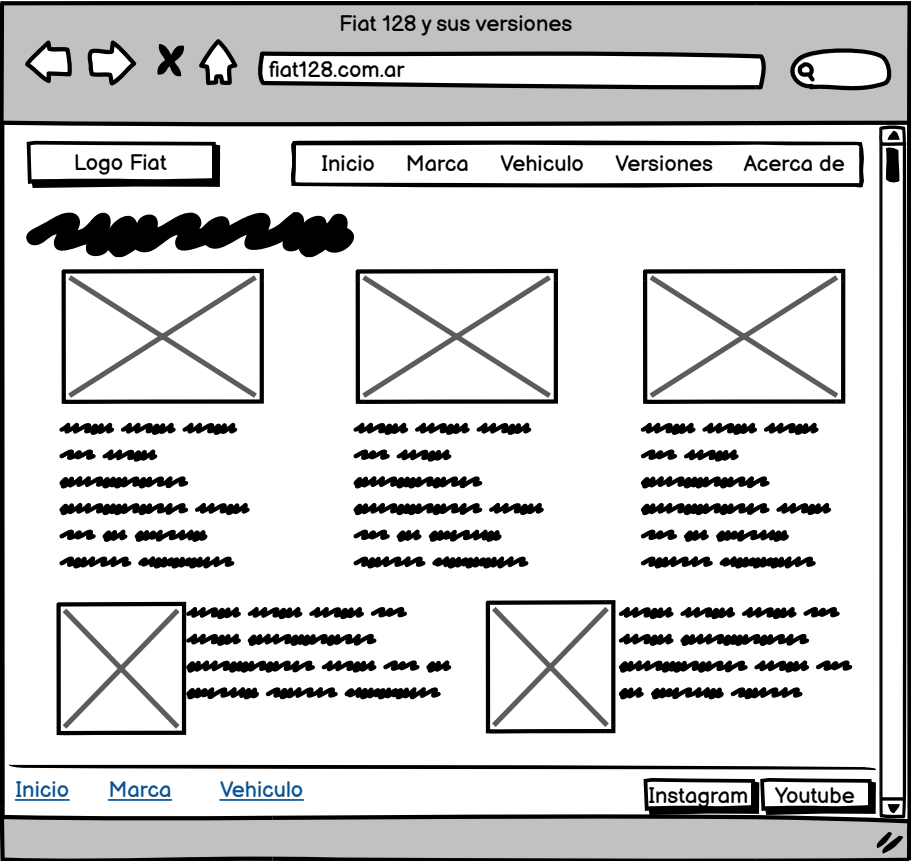 Fiat 128 y sus versiones
fiat128.com.ar
Logo Fiat
Inicio Marca Vehiculo Versiones Acerca de
Inicio Marca Vehiculo
Instagram Youtube